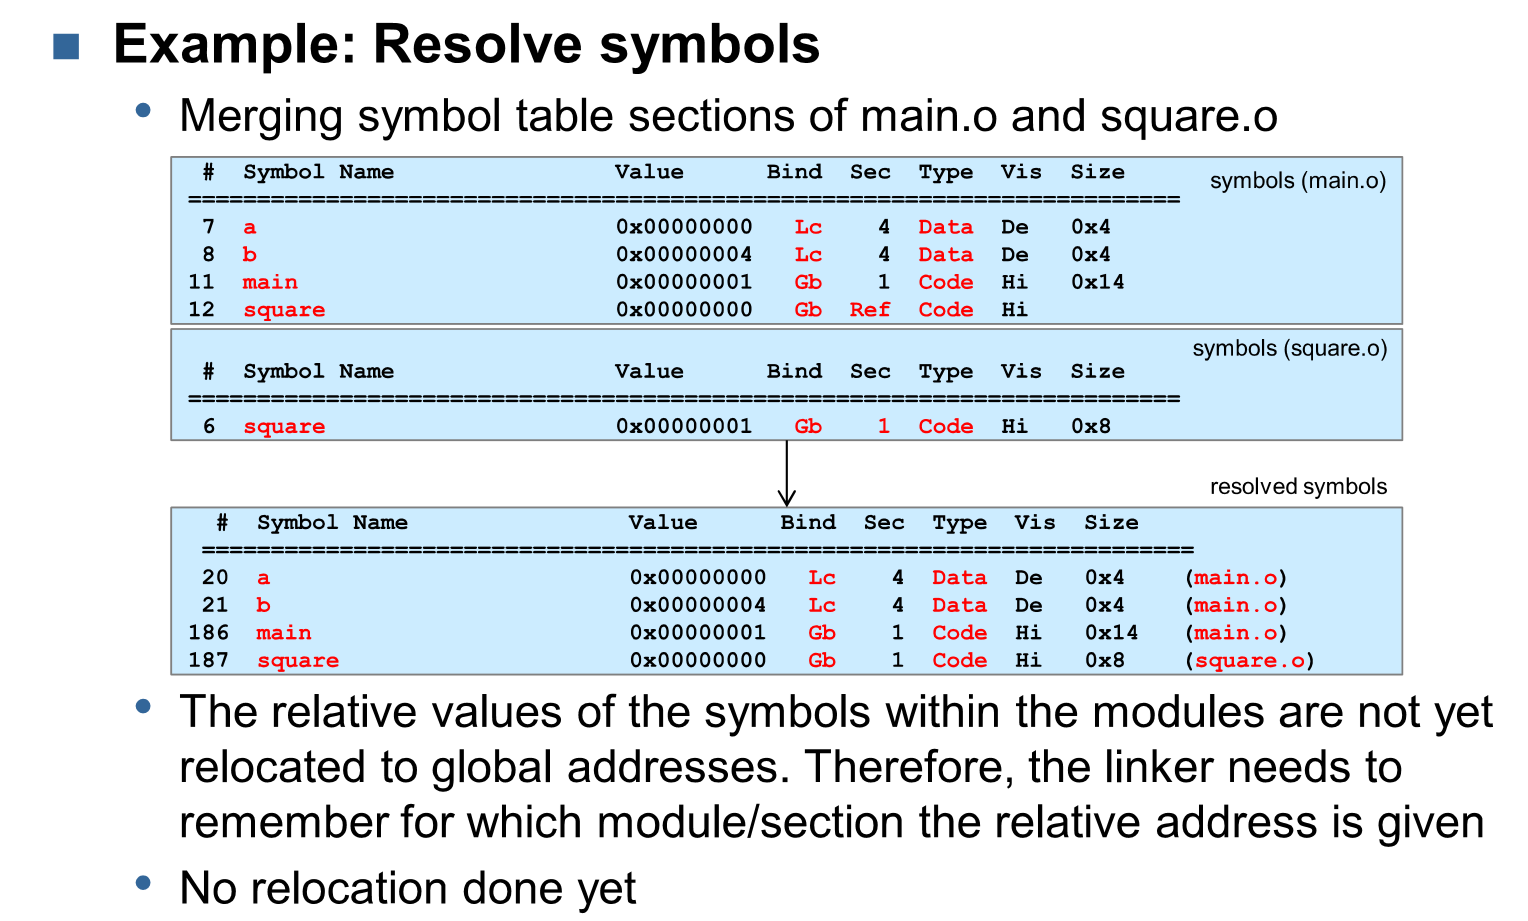 Example: Resolve symbols
Merging symbol table sections of main.o and square.o
# Symbol Name Value Bind Sec Type Vis Size
symbols (main.o)
========================================================================
7 a 0x00000000 Lc 4 Data De 0x4
8 b 0x00000004 Lc 4 Data De 0x4
11 main 0x00000001 Gb 1 Code Hi 0x14
12 square 0x00000000 Gb Ref Code Hi
symbols (square.o)
# Symbol Name Value Bind Sec Type Vis Size
========================================================================
6 square 0x00000001 Gb 1 Code Hi 0x8
resolved symbols
# Symbol Name Value Bind Sec Type Vis Size
========================================================================
20 a 0x00000000 Lc 4 Data De 0x4 (main.o)
21 b 0x00000004 Lc 4 Data De 0x4 (main.o)
186 main 0x00000001 Gb 1 Code Hi 0x14 (main.o)
187 square 0x00000000 Gb 1 Code Hi 0x8 (square.o)
The relative values of the symbols within the modules are not yet
relocated to global addresses. Therefore, the linker needs to
remember for which module/section the relative address is given
No relocation done yet